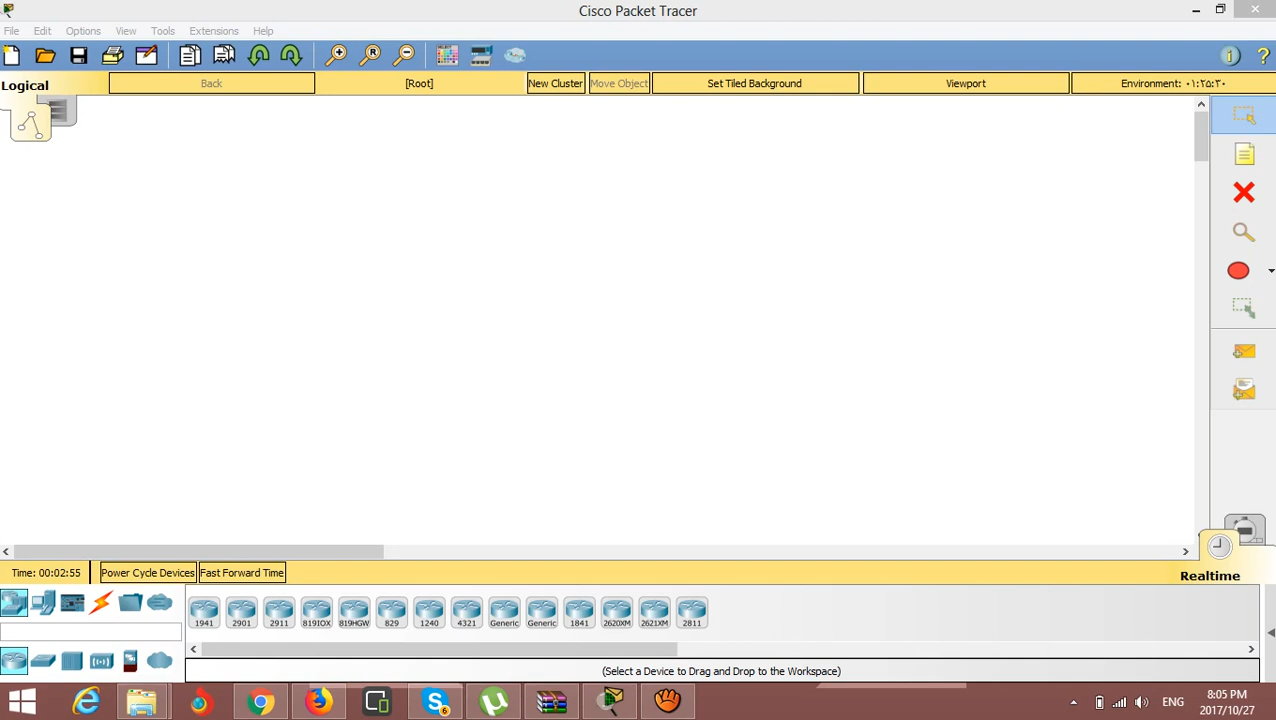 Cisco Packet Tracer
File Edit Options View Tools Extensions Help
Logical Back [Root] New Cluster Move Object Set Tiled Background Viewport Environment: ۰۱:۲۵:۳۰
Time: 00:02:55 Power Cycle Devices Fast Forward Time Realtime
1941 2901 2911 819IOX 819HGW 829 1240 4321 Generic Generic 1841 2620XM 2621XM 2811
(Select a Device to Drag and Drop to the Workspace)
6
ENG 8:05 PM
2017/10/27